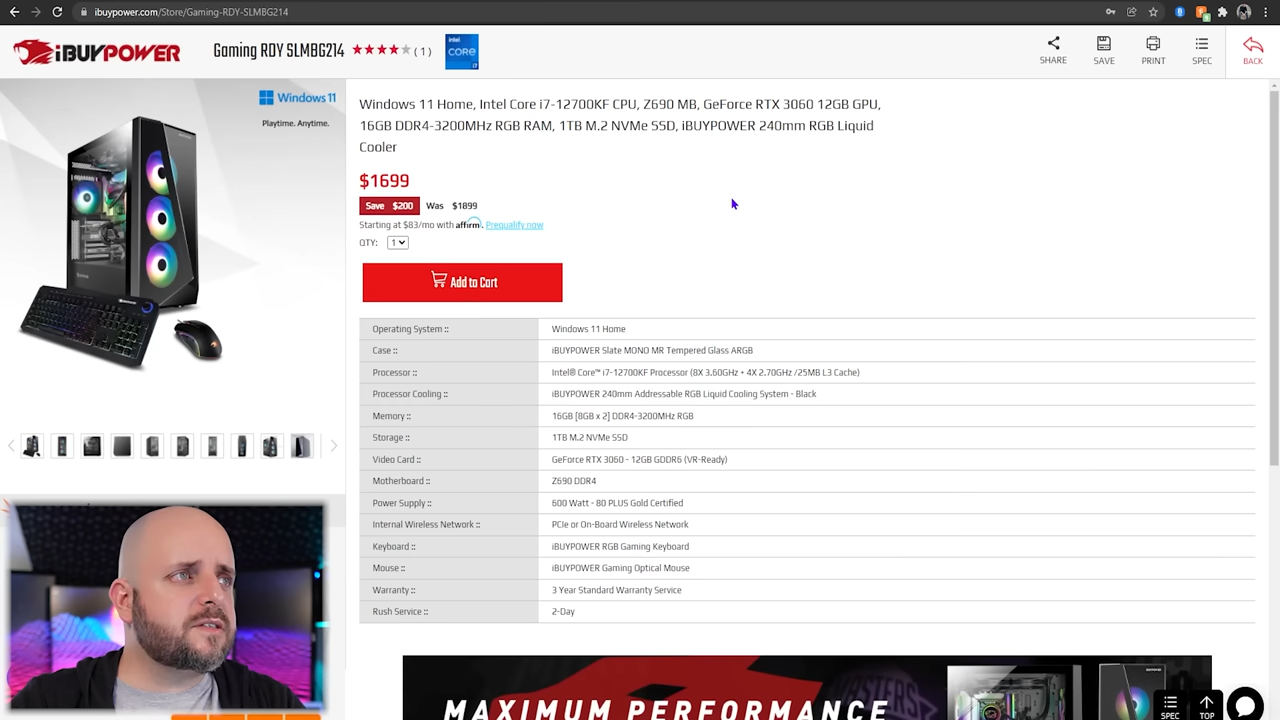 ibuypower.com/Store/Gaming-RDY-SLMBG214
iBUYPOWER
Gaming RDY SLMBG214
( 1 )
intel
CORE
i7
SHARE
SAVE
PRINT
SPEC
BACK
Windows 11
Playtime. Anytime.
Windows 11 Home, Intel Core i7-12700KF CPU, Z690 MB, GeForce RTX 3060 12GB GPU,
16GB DDR4-3200MHz RGB RAM, 1TB M.2 NVMe SSD, iBUYPOWER 240mm RGB Liquid
Cooler
$1699
Save $200 Was $1899
Starting at $83/mo with affirm. Prequalify now
QTY: 1
Add to Cart
Operating System :: Windows 11 Home
Case :: iBUYPOWER Slate MONO MR Tempered Glass ARGB
Processor :: Intel® Core™ i7-12700KF Processor (8X 3.60GHz + 4X 2.70GHz /25MB L3 Cache)
Processor Cooling :: iBUYPOWER 240mm Addressable RGB Liquid Cooling System - Black
Memory :: 16GB [8GB x 2] DDR4-3200MHz RGB
Storage :: 1TB M.2 NVMe SSD
Video Card :: GeForce RTX 3060 - 12GB GDDR6 (VR-Ready)
Motherboard :: Z690 DDR4
Power Supply :: 600 Watt - 80 PLUS Gold Certified
Internal Wireless Network :: PCIe or On-Board Wireless Network
Keyboard :: iBUYPOWER RGB Gaming Keyboard
Mouse :: iBUYPOWER Gaming Optical Mouse
Warranty :: 3 Year Standard Warranty Service
Rush Service :: 2-Day
MAXIMUM PERFORMANCE
SPEC
TOP